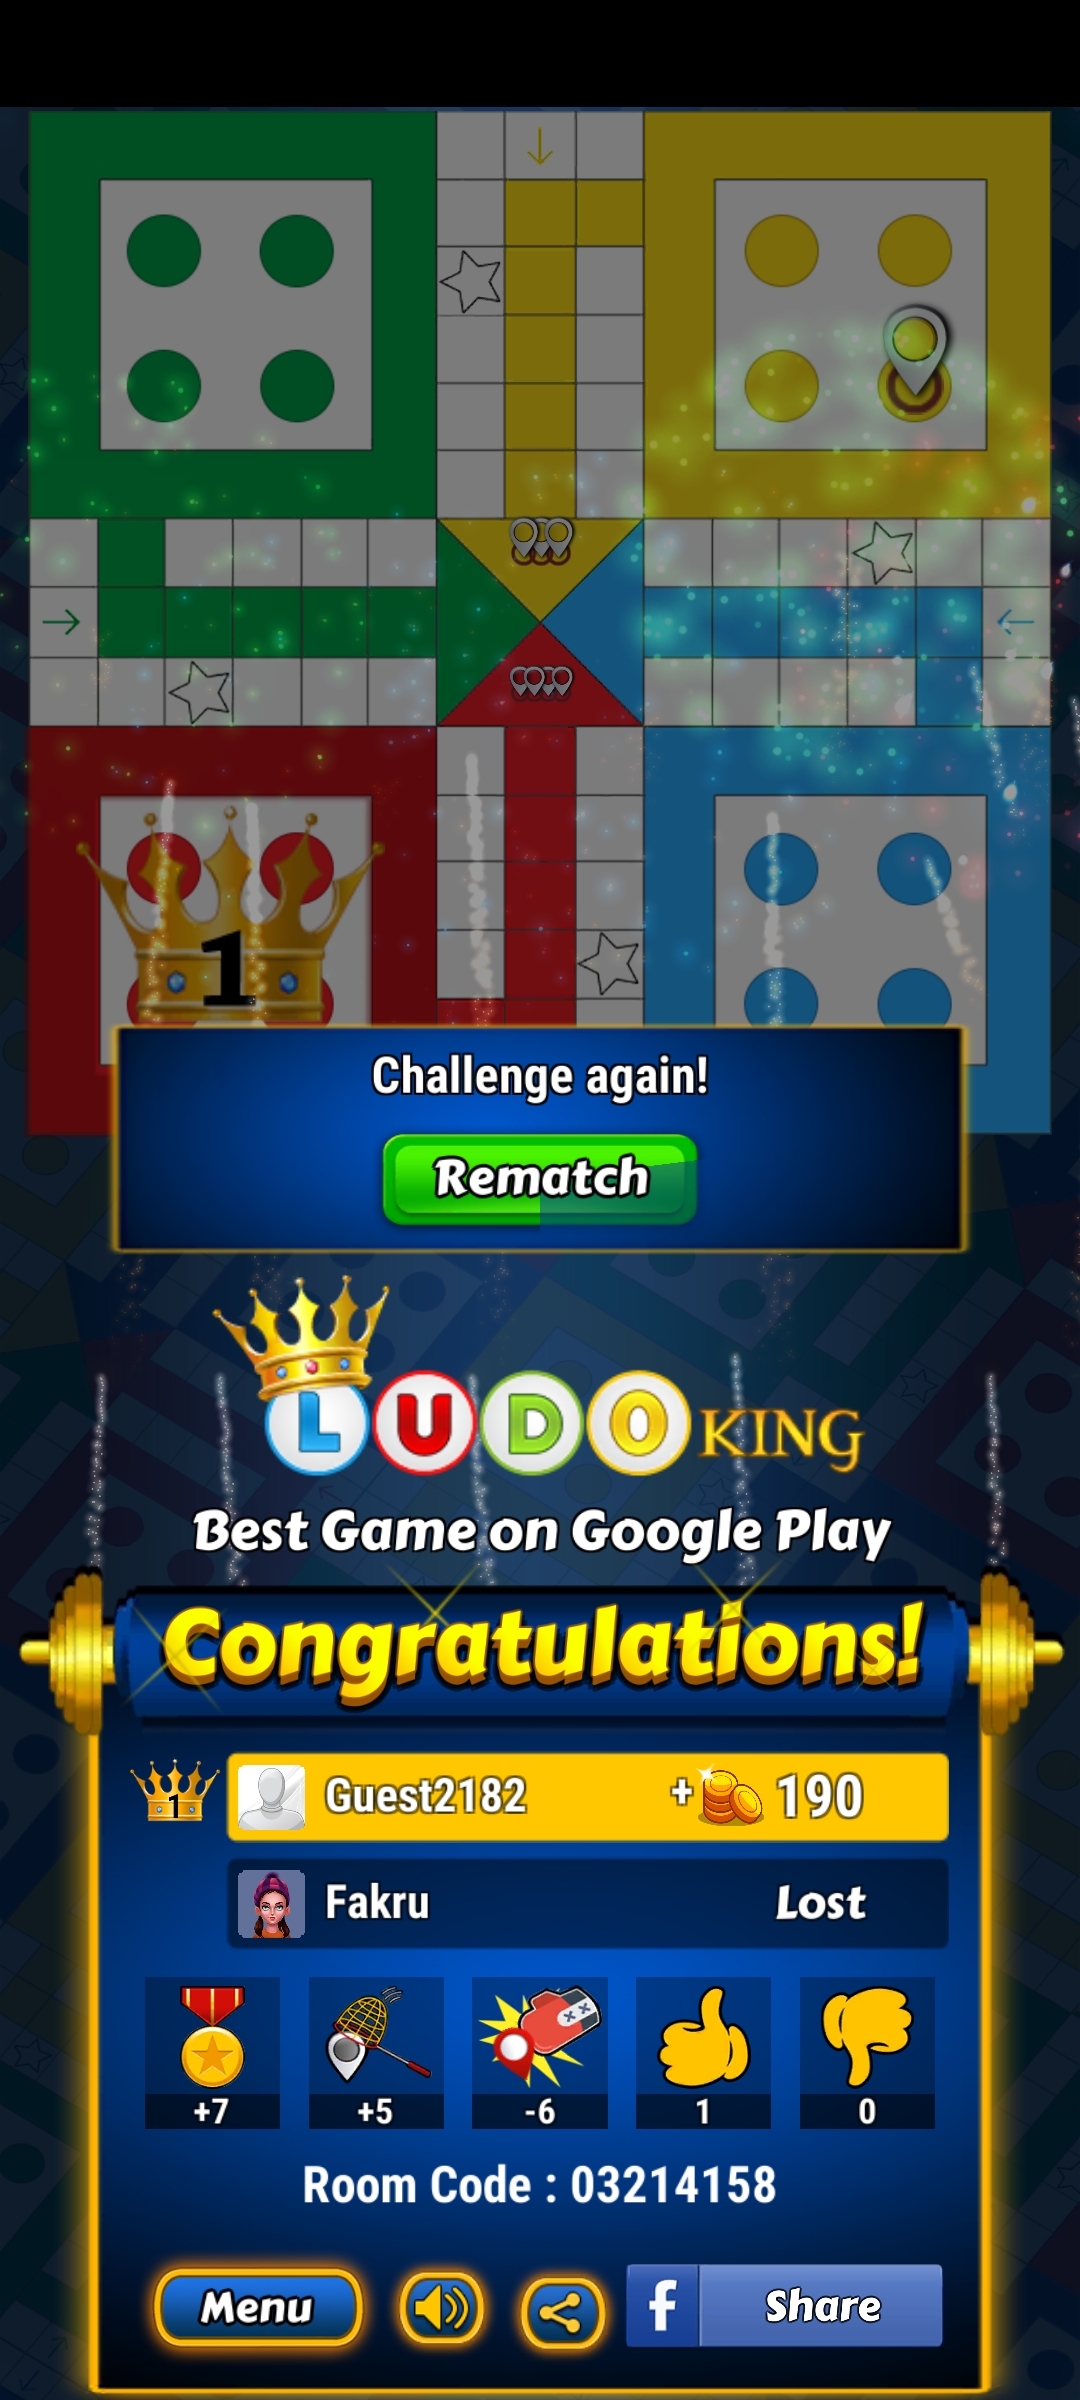 1
Challenge again!
Rematch
LUDO KING
Best Game on Google Play
Congratulations!
1 Guest2182 + 190
Fakru Lost
+7 +5 -6 1 0
Room Code : 03214158
Menu f Share